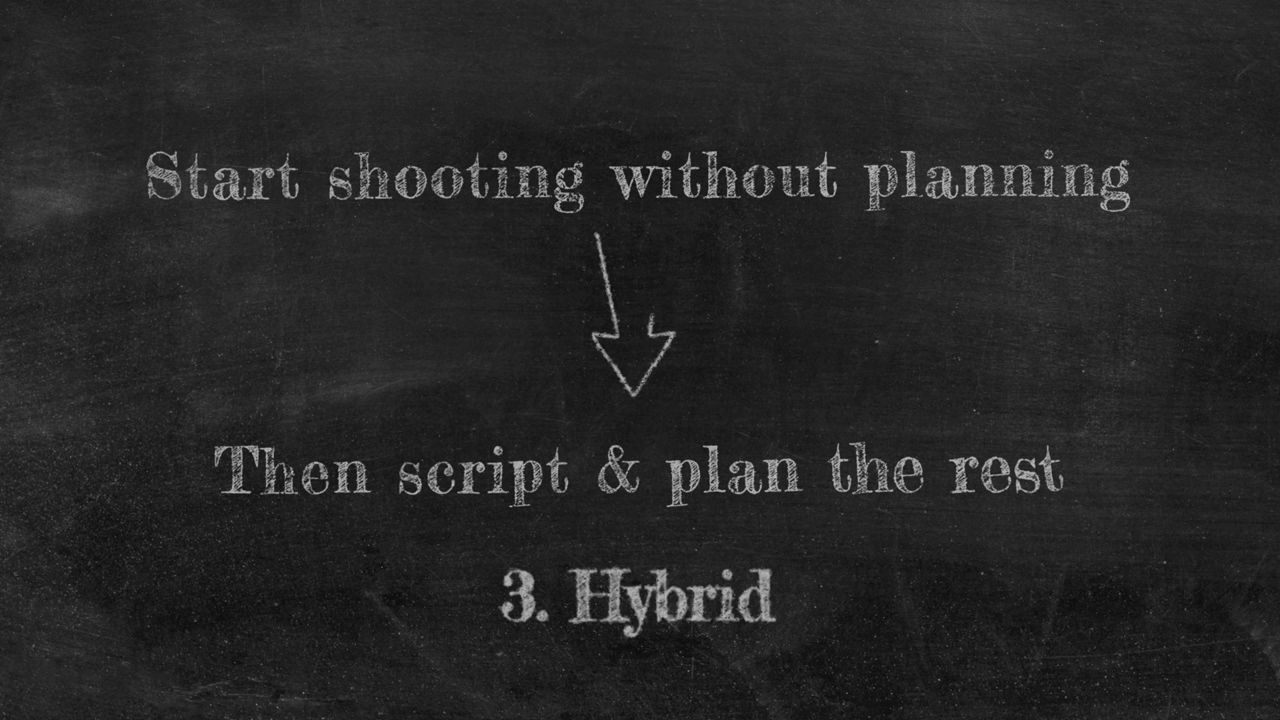 Start shooting without planning
Then script & plan the rest
3. Hybrid